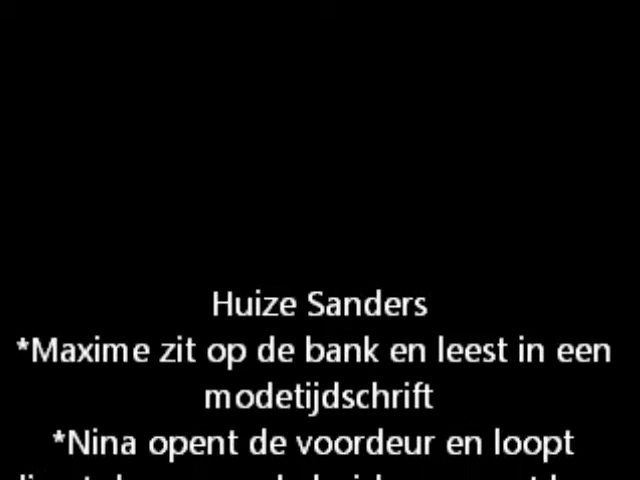 Huize Sanders
*Maxime zit op de bank en leest in een
modetijdschrift
*Nina opent de voordeur en loopt